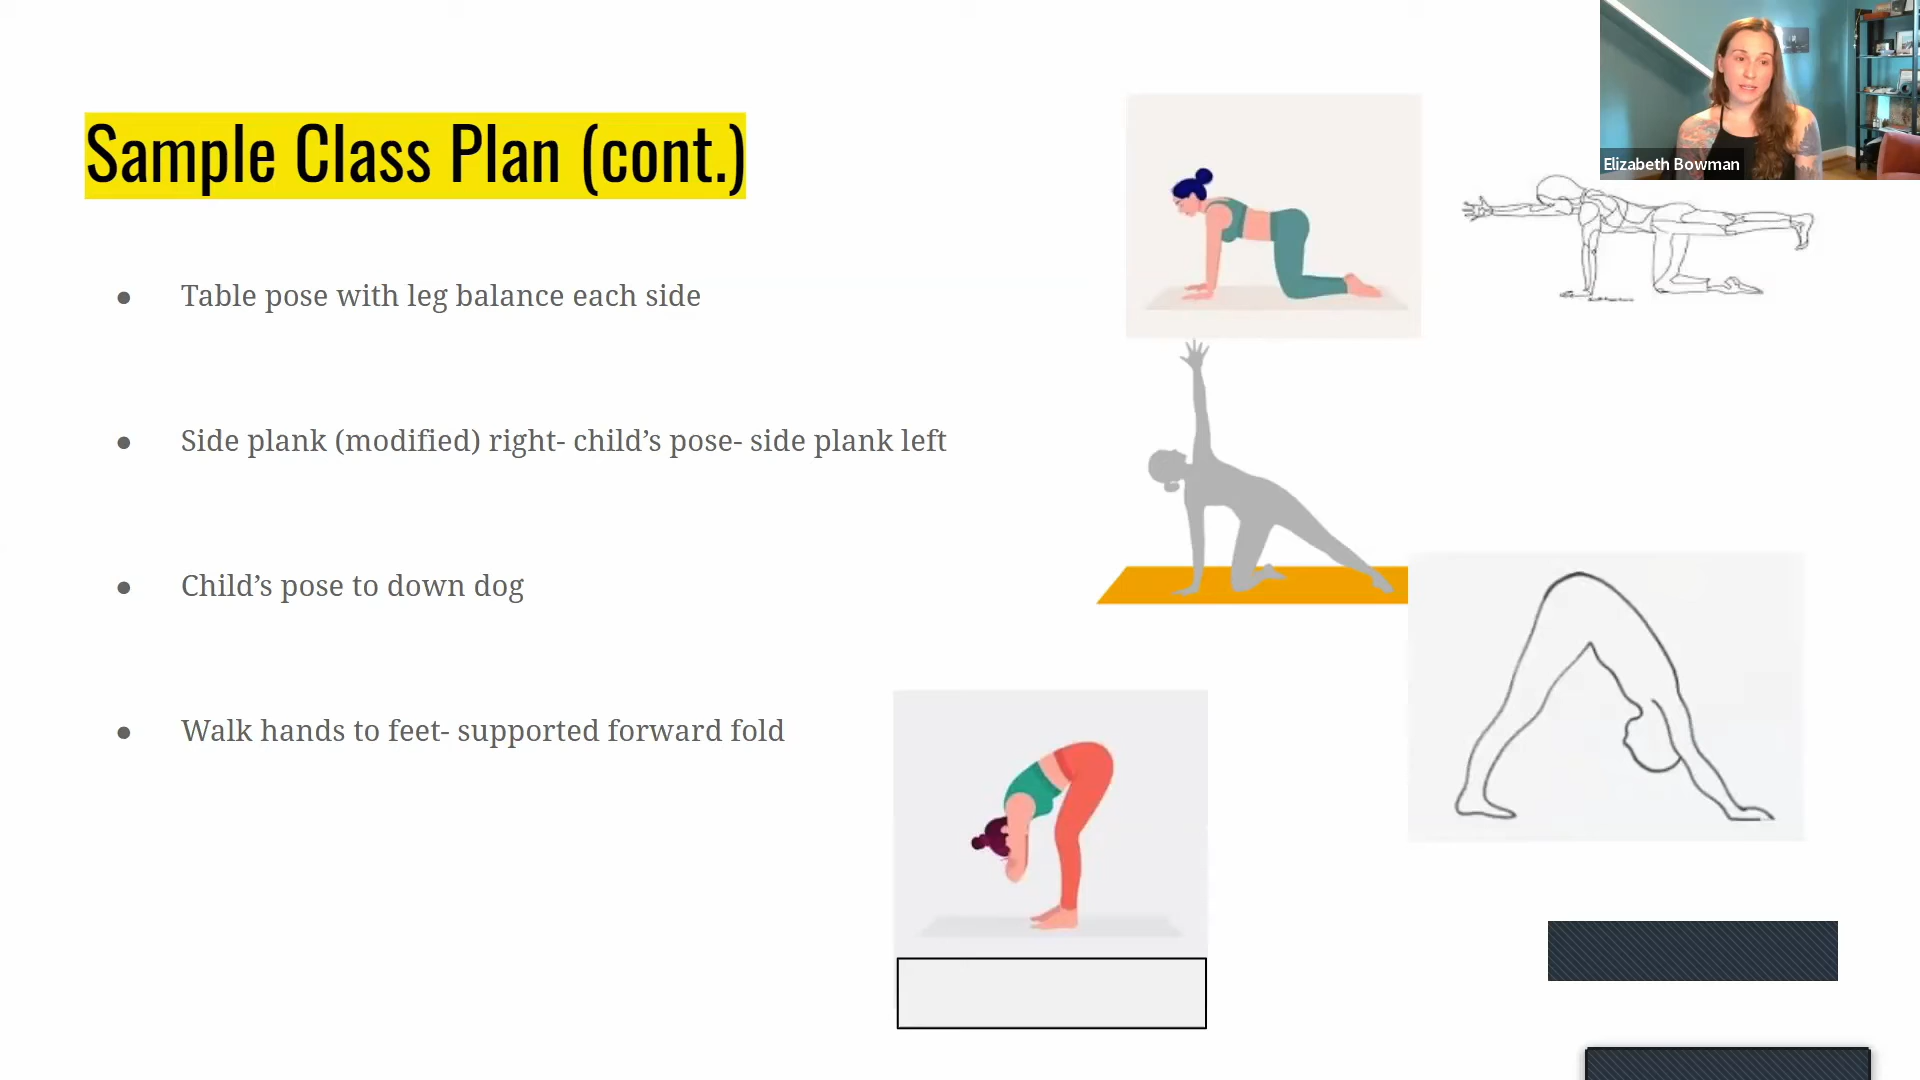 Elizabeth Bowman
Sample Class Plan (cont.)
● Table pose with leg balance each side
● Side plank (modified) right- child’s pose- side plank left
● Child’s pose to down dog
● Walk hands to feet- supported forward fold